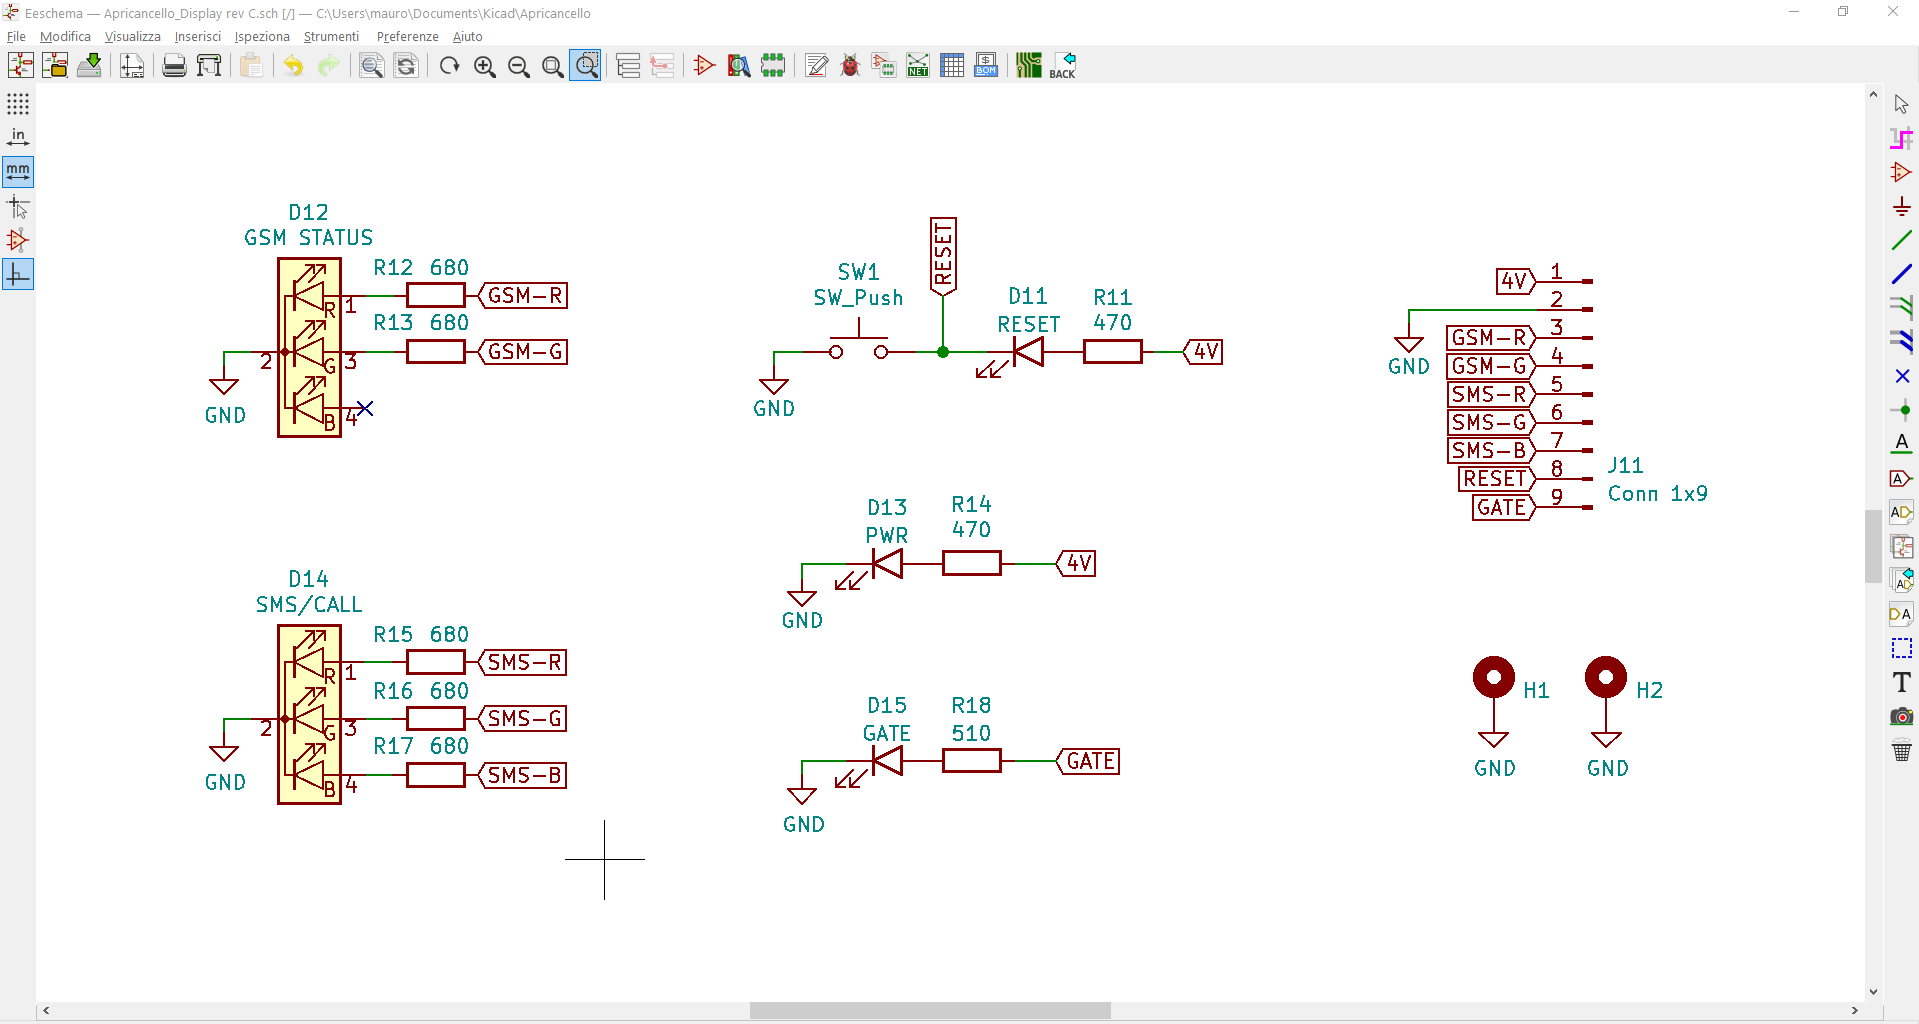 Eeschema — Apricancello_Display rev C.sch [/] — C:\Users\mauro\Documents\Kicad\Apricancello
File Modifica Visualizza Inserisci Ispeziona Strumenti Preferenze Aiuto
NET
$
BOM
BACK
in
mm
D12
GSM STATUS
R12 680
R 1
GSM-R
R13 680
2
G 3
GSM-G
B 4
GND
D14
SMS/CALL
R15 680
R 1
SMS-R
R16 680
2
G 3
SMS-G
R17 680
B 4
SMS-B
GND
RESET
SW1
SW_Push
D11
RESET
R11
470
4V
GND
D13
PWR
R14
470
4V
GND
D15
GATE
R18
510
GATE
GND
4V 1
2
GND
GSM-R 3
GSM-G 4
SMS-R 5
SMS-G 6
SMS-B 7
RESET 8
GATE 9
J11
Conn 1x9
H1
GND
H2
GND
A
A
AD
AD
DA
T